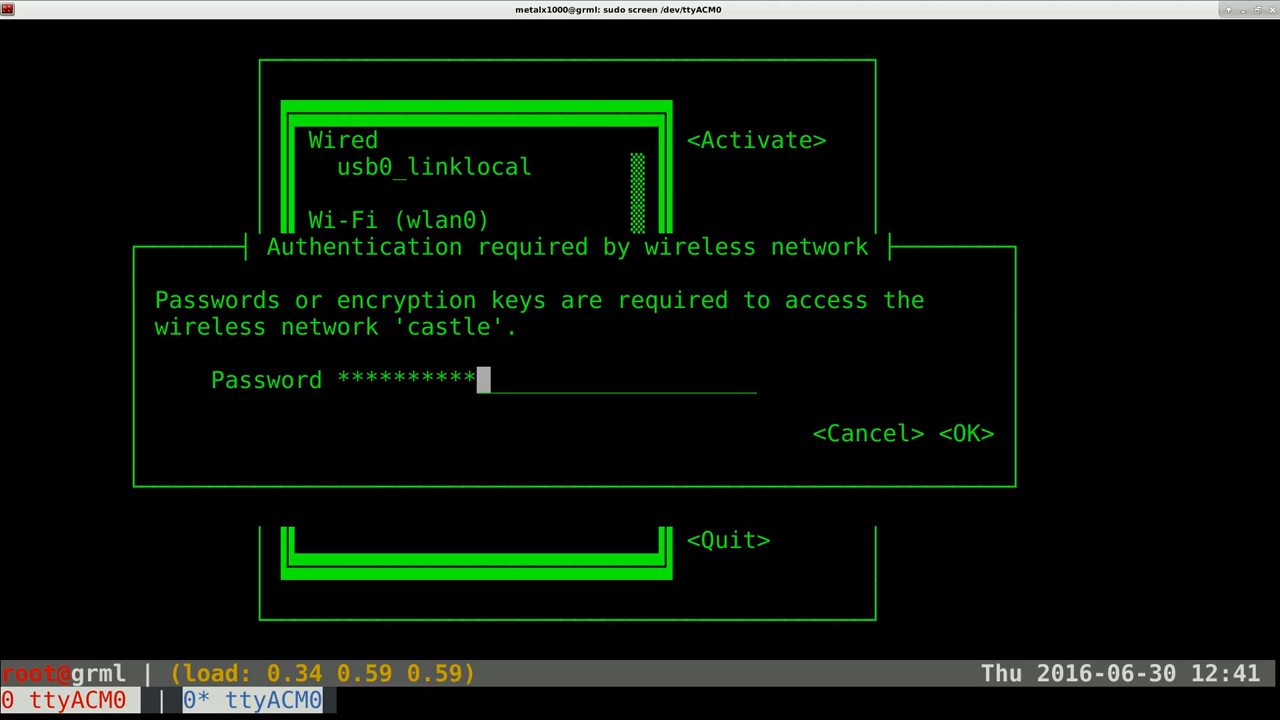 metalx1000@grml: sudo screen /dev/ttyACM0
Wired
<Activate>
usb0_linklocal
Wi-Fi (wlan0)
Authentication required by wireless network
Passwords or encryption keys are required to access the
wireless network 'castle'.
Password **********
<Cancel> <OK>
<Quit>
root@grml | (load: 0.34 0.59 0.59) Thu 2016-06-30 12:41
0 ttyACM0 | 0* ttyACM0